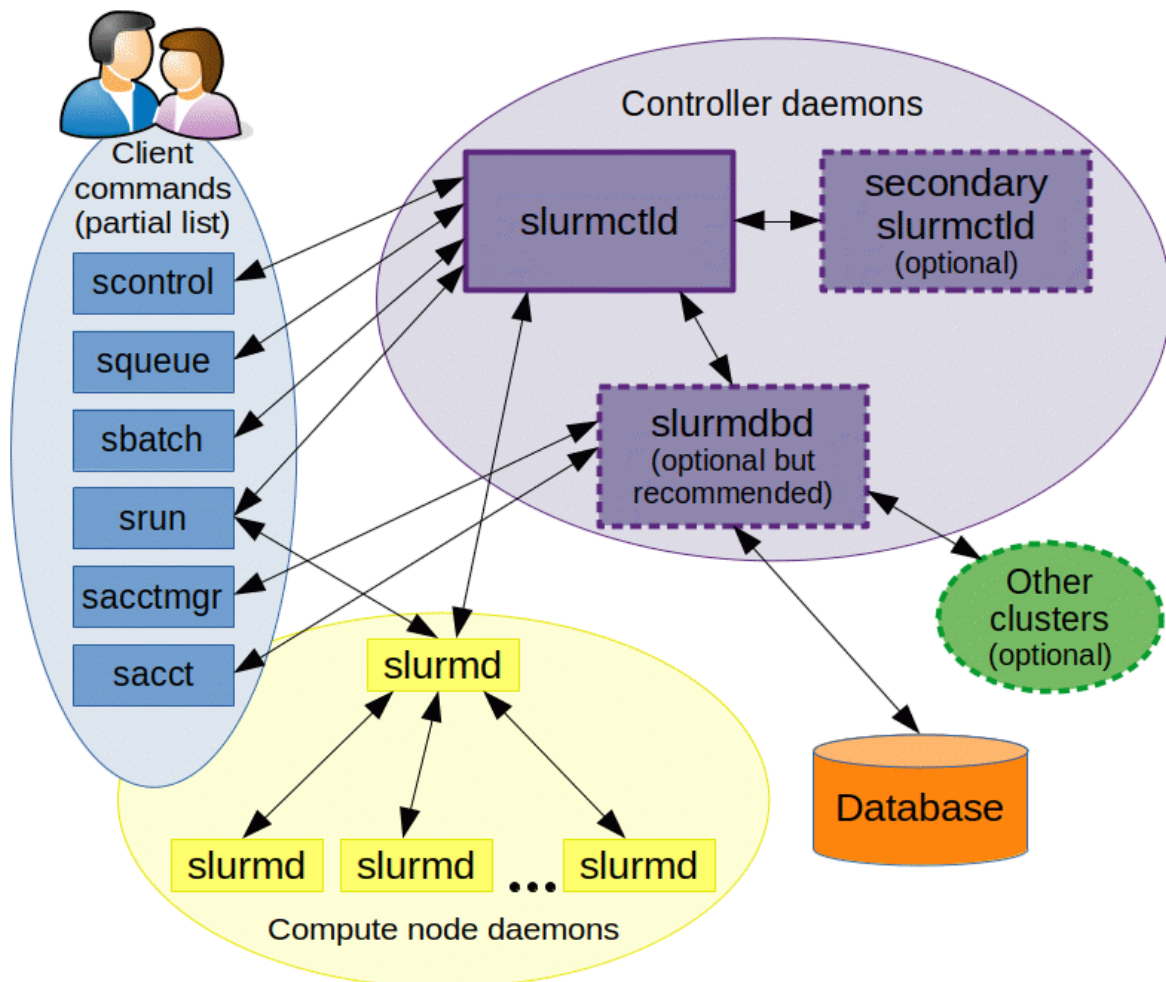 Client
commands
(partial list)
scontrol
squeue
sbatch
srun
sacctmgr
sacct
Controller daemons
slurmctld
secondary
slurmctld
(optional)
slurmdbd
(optional but
recommended)
Other
clusters
(optional)
Database
slurmd
slurmd
slurmd
...
slurmd
Compute node daemons